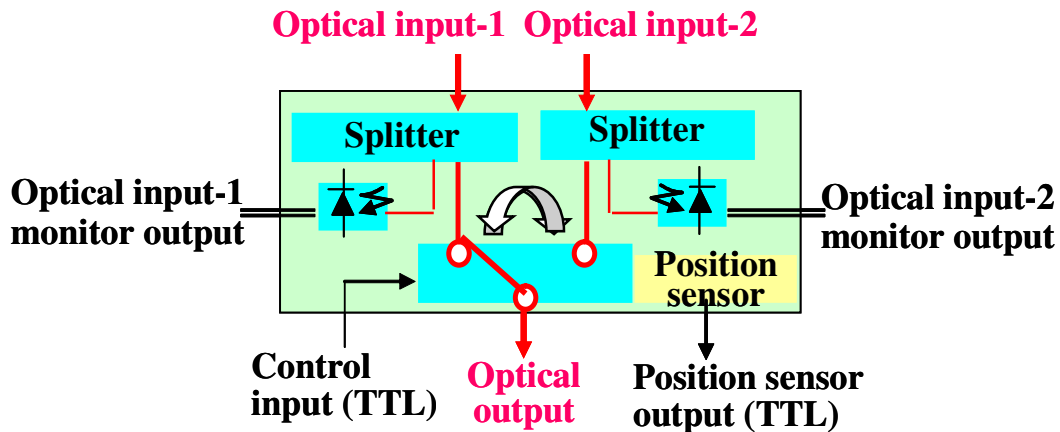 Optical input-1
Optical input-2
Splitter
Splitter
Optical input-1
monitor output
Optical input-2
monitor output
Position
sensor
Control
input (TTL)
Optical
output
Position sensor
output (TTL)